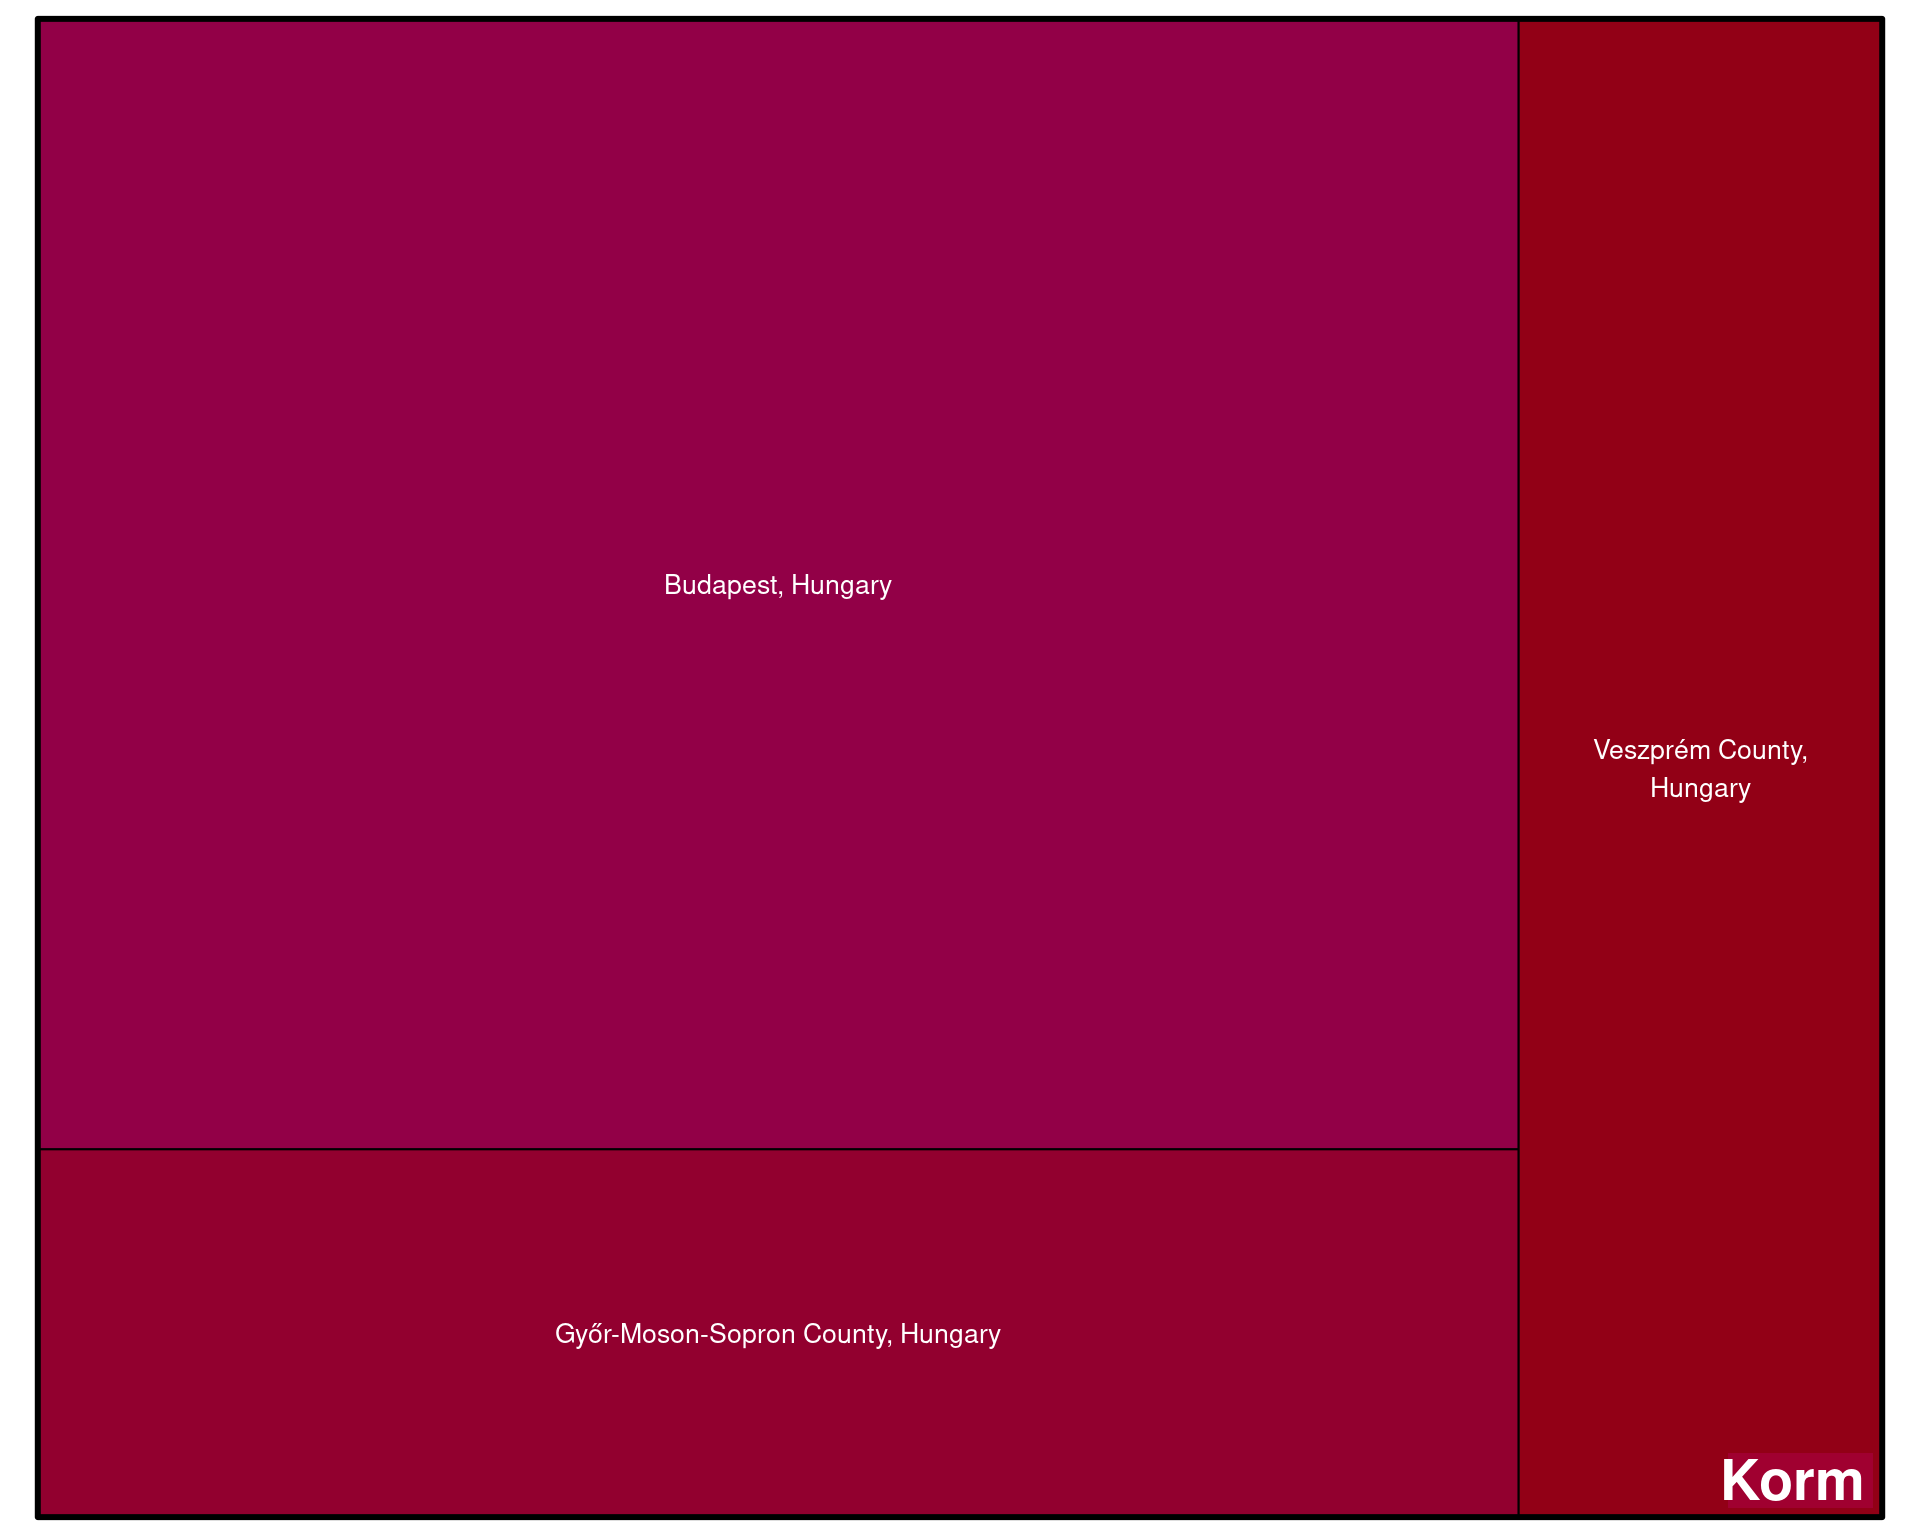 Budapest, Hungary
Veszprém County,
Hungary
Győr-Moson-Sopron County, Hungary
Korm